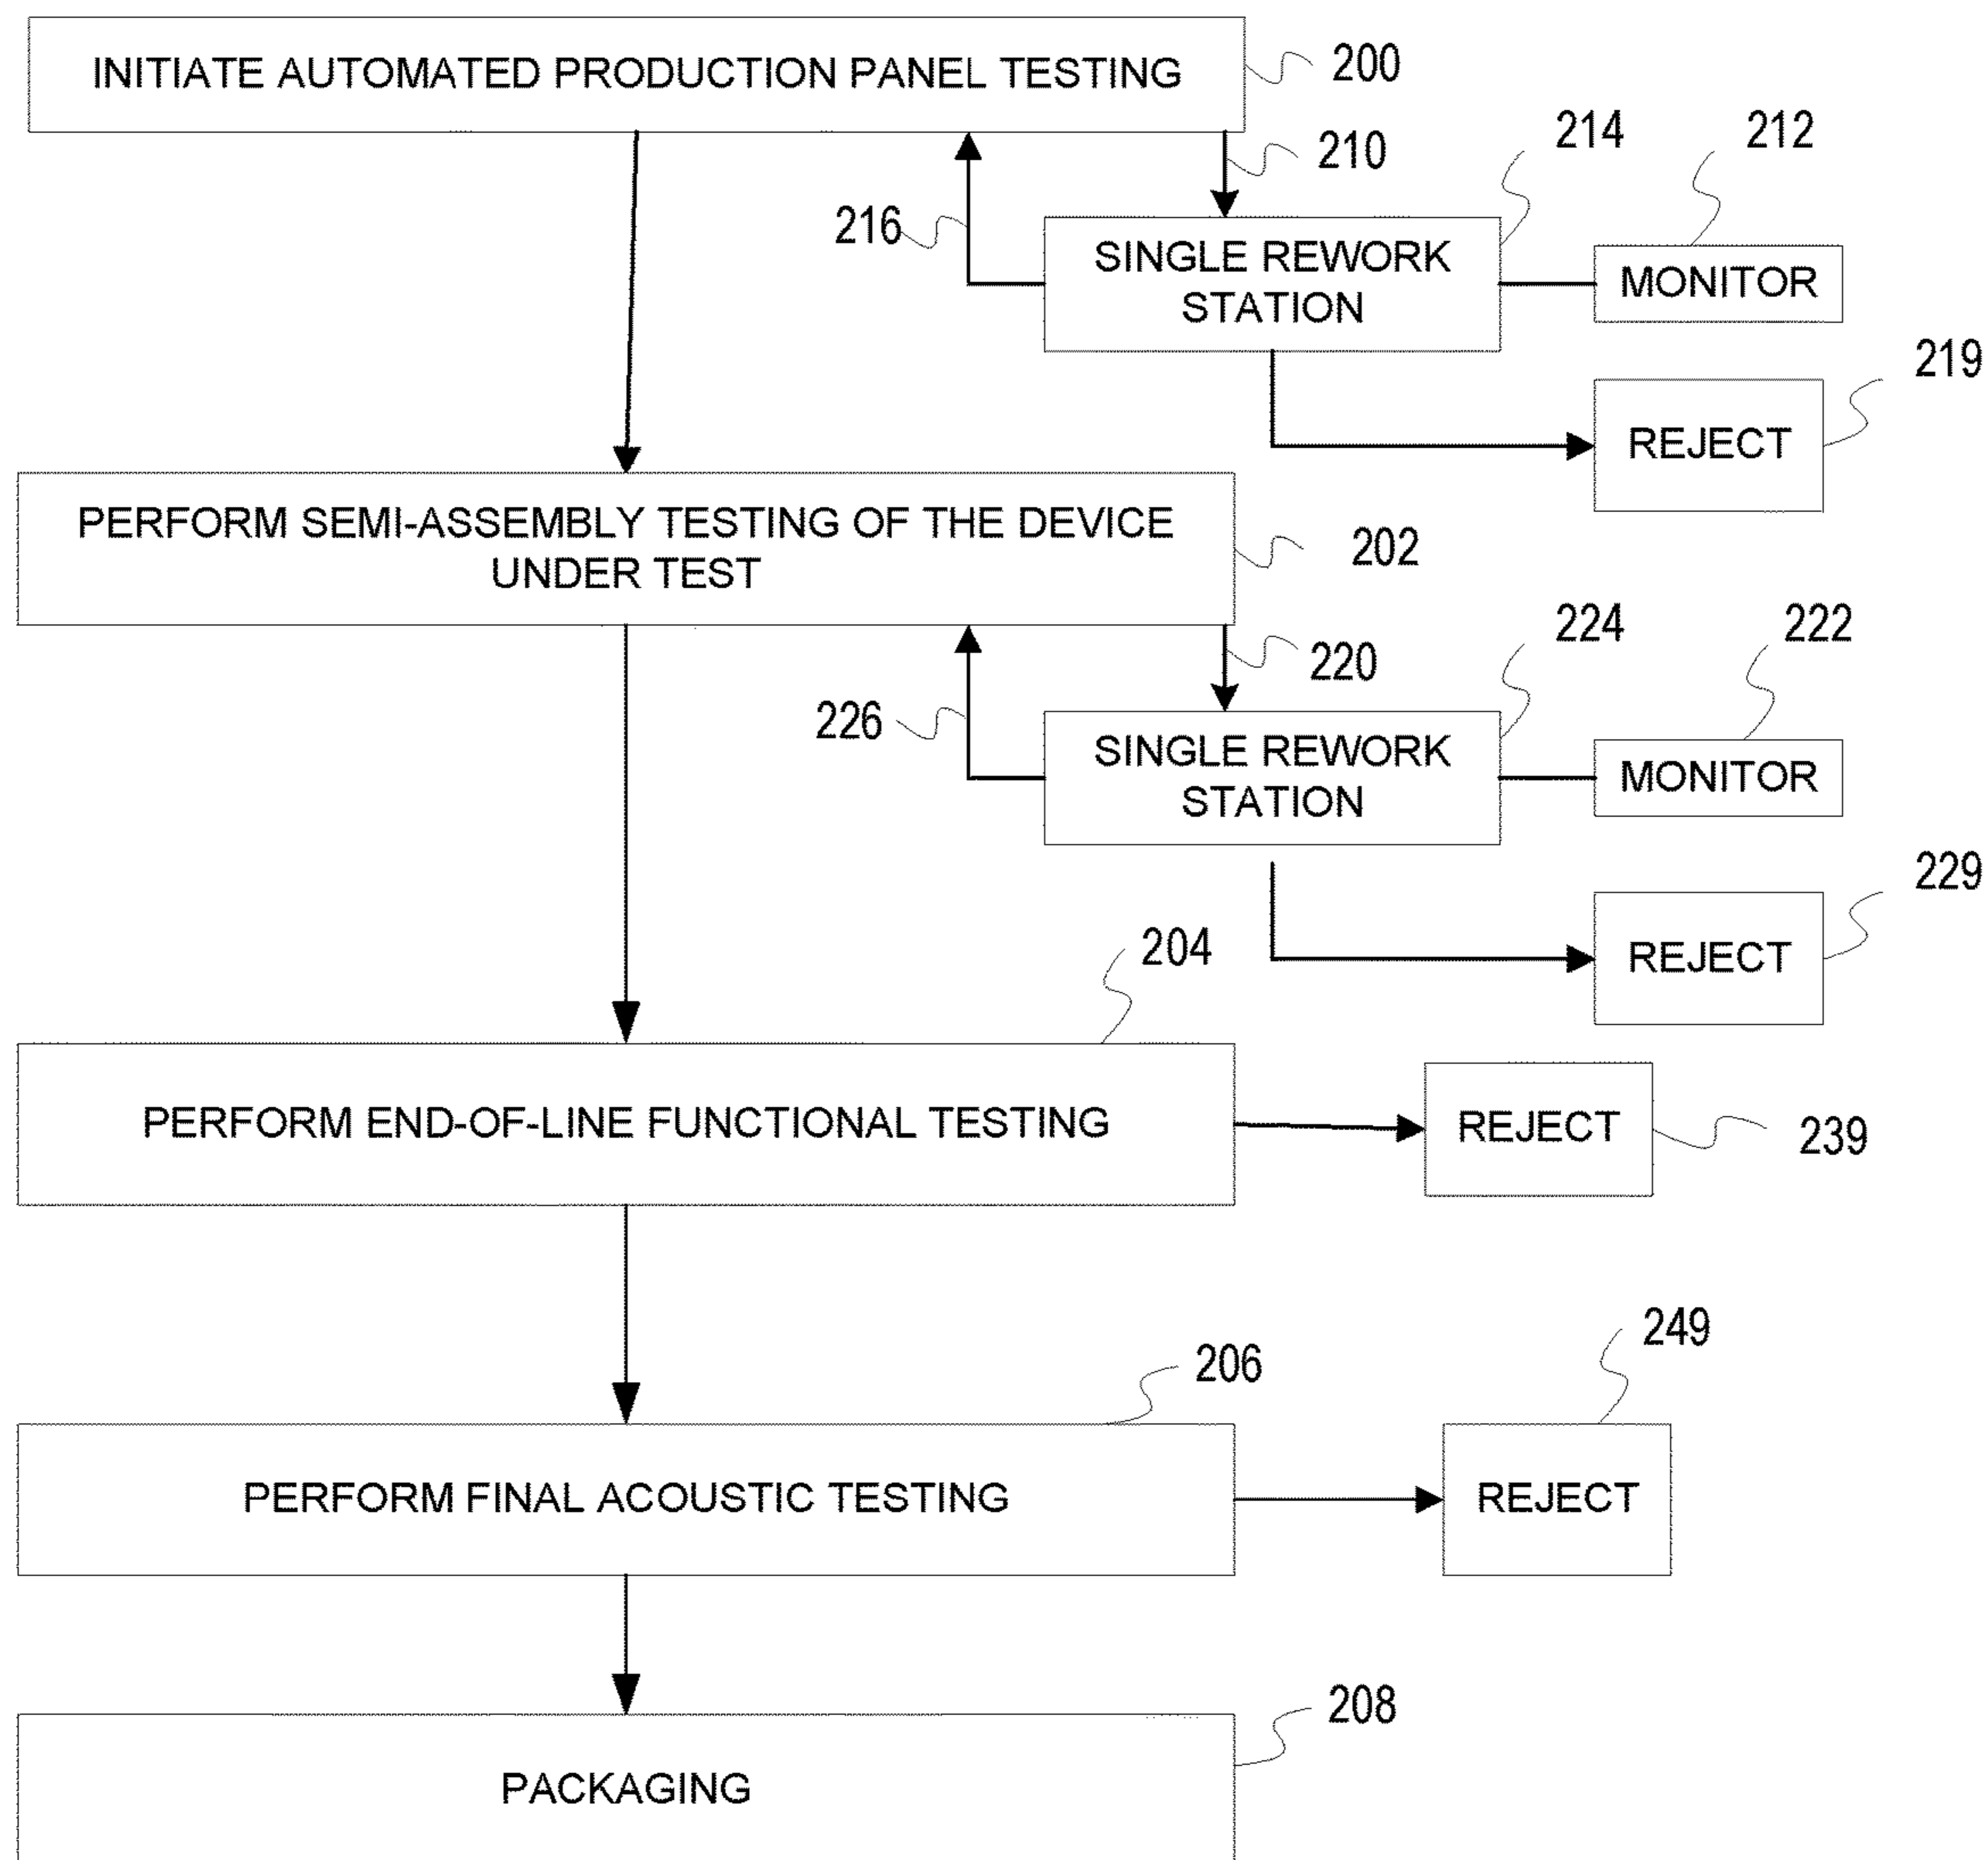 INITIATE AUTOMATED PRODUCTION PANEL TESTING
200
210
214
212
216
SINGLE REWORK
STATION
MONITOR
219
REJECT
PERFORM SEMI-ASSEMBLY TESTING OF THE DEVICE
UNDER TEST
202
220
224
222
226
SINGLE REWORK
STATION
MONITOR
229
REJECT
204
PERFORM END-OF-LINE FUNCTIONAL TESTING
REJECT
239
206
249
PERFORM FINAL ACOUSTIC TESTING
REJECT
208
PACKAGING